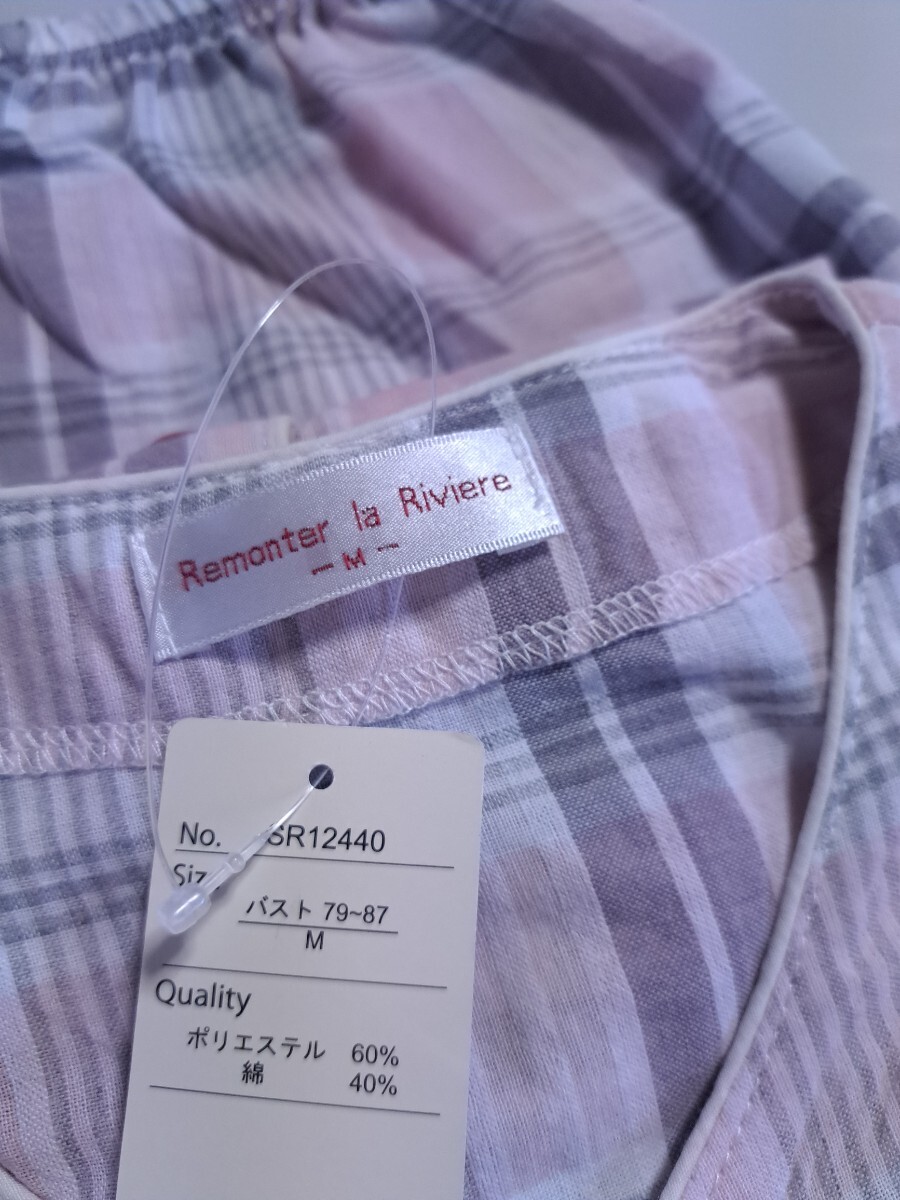 Remonter la Riviere
- M -
No. SR12440
バスト 79~87
M
Quality
ポリエステル 60%
綿 40%